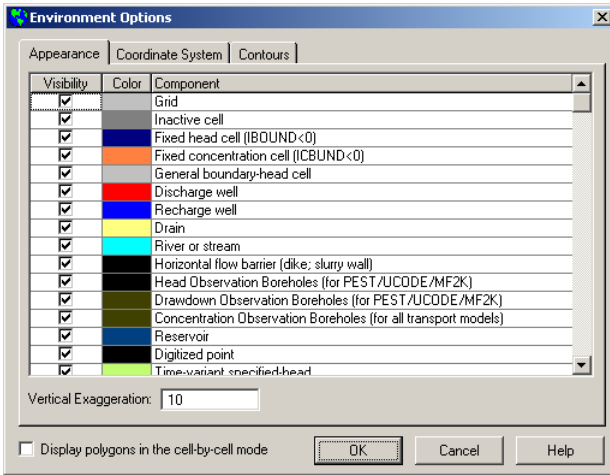 Environment Options
Appearance Coordinate System Contours
Visibility Color Component
Grid
Inactive cell
Fixed head cell (IBOUND<0)
Fixed concentration cell (ICBUND<0)
General boundary-head cell
Discharge well
Recharge well
Drain
River or stream
Horizontal flow barrier (dike; slurry wall)
Head Observation Boreholes (for PEST/UCODE/MF2K)
Drawdown Observation Boreholes (for PEST/UCODE/MF2K)
Concentration Observation Boreholes (for all transport models)
Reservoir
Digitized point
Time-variant specified-head
Vertical Exaggeration: 10
Display polygons in the cell-by-cell mode OK Cancel Help